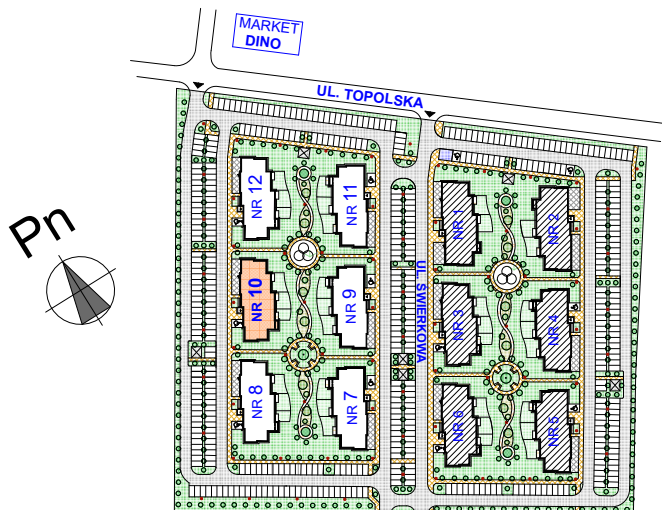 MARKET
DINO
UL. TOPOLSKA
Pn
NR 12
NR 11
NR 1
NR 2
NR 10
NR 9
UL. SWIERKOWA
NR 3
NR 4
NR 8
NR 7
NR 6
NR 5